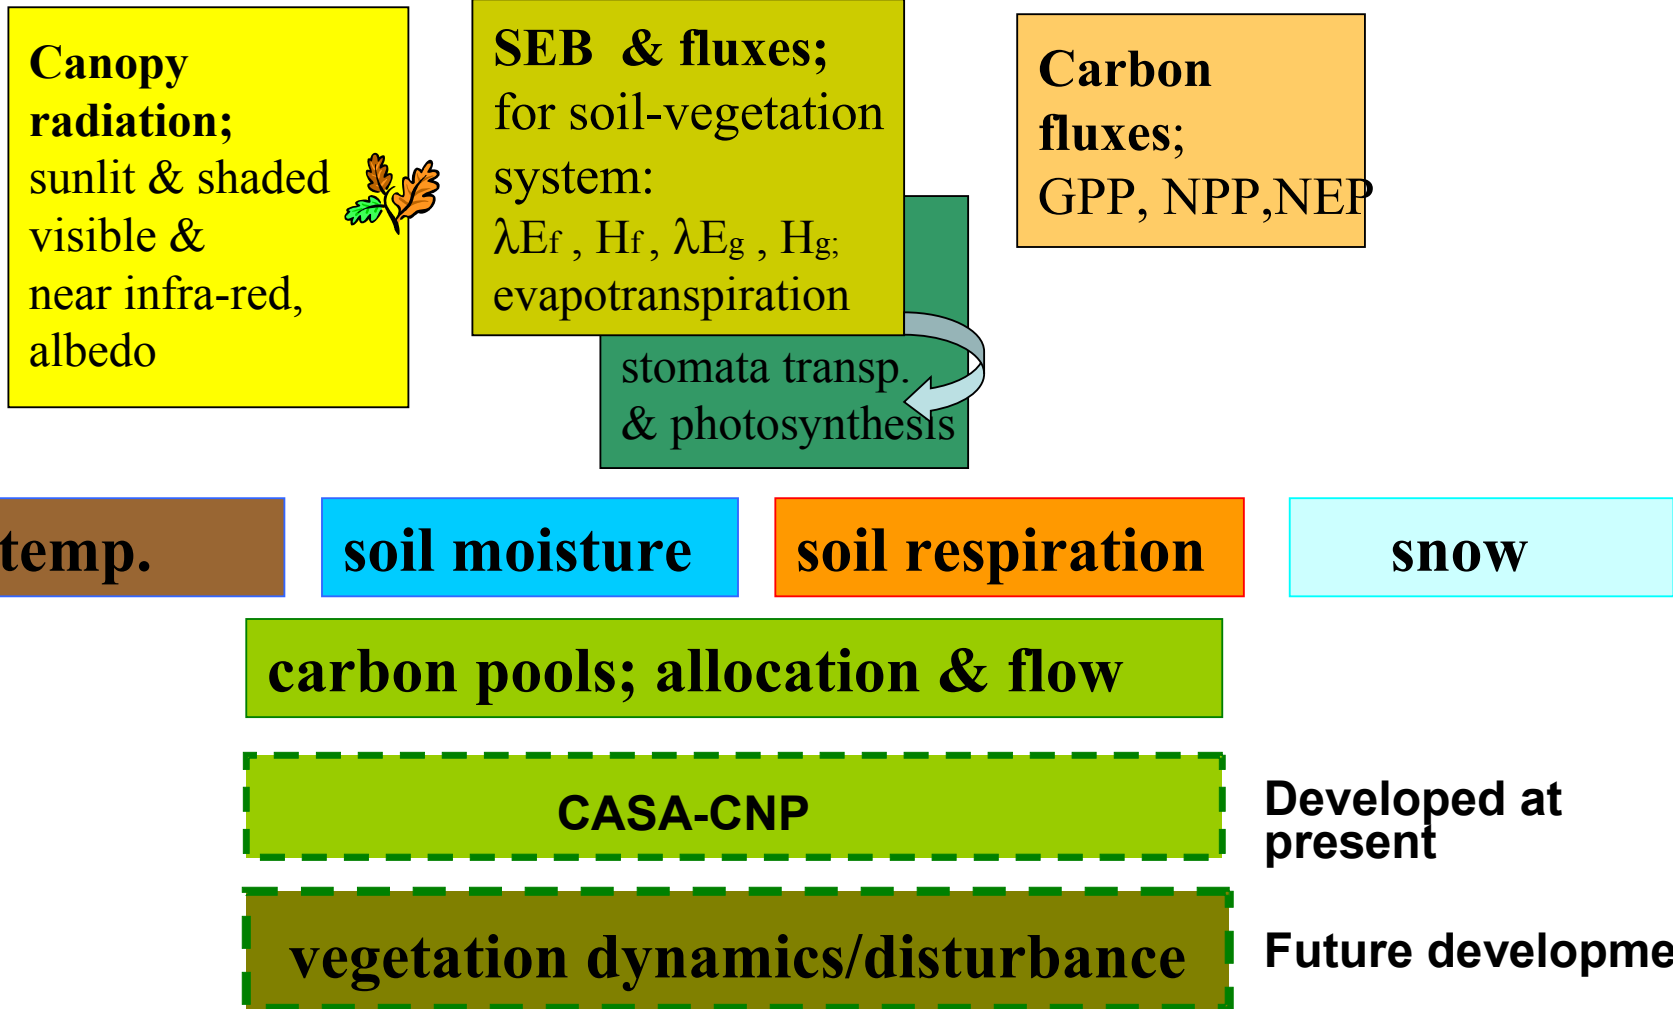 Canopy
radiation;
sunlit & shaded
visible &
near infra-red,
albedo
SEB & fluxes;
for soil-vegetation
system:
λEf , Hf , λEg , Hg;
evapotranspiration
stomata transp.
& photosynthesis
Carbon
fluxes;
GPP, NPP,NEP
temp.
soil moisture
soil respiration
snow
carbon pools; allocation & flow
CASA-CNP
Developed at
present
vegetation dynamics/disturbance
Future developme